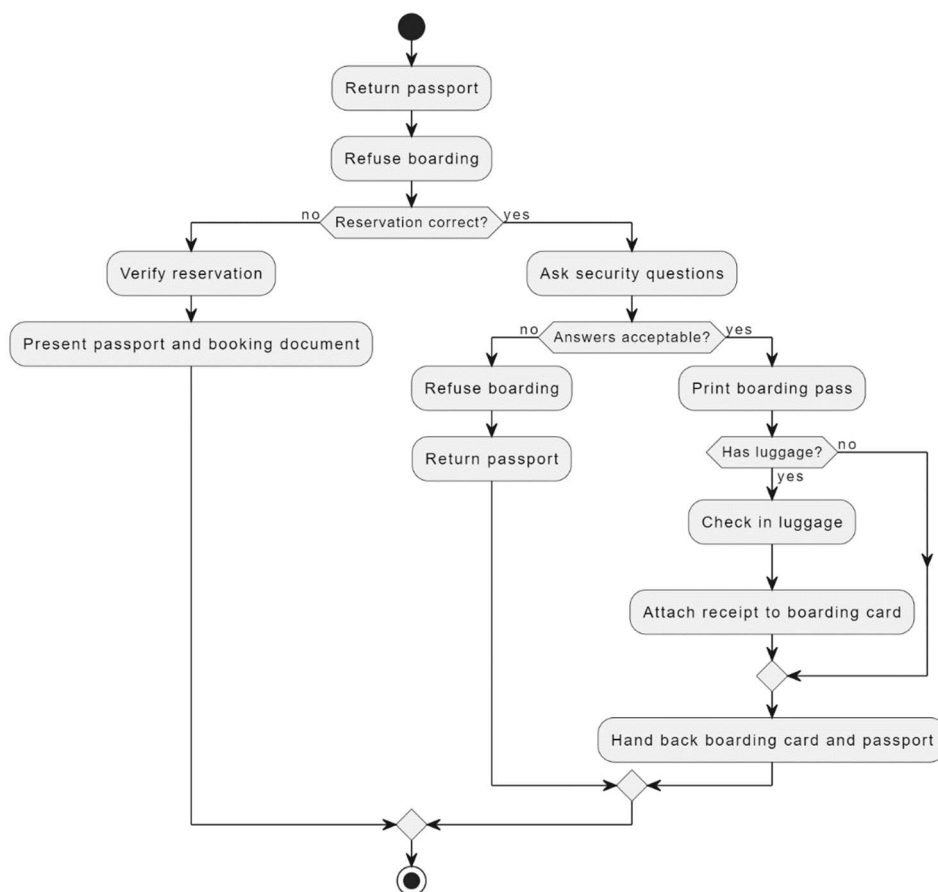 Return passport
Refuse boarding
no
Reservation correct?
yes
Verify reservation
Present passport and booking document
Ask security questions
no
Answers acceptable?
yes
Refuse boarding
Return passport
Print boarding pass
Has luggage?
no
yes
Check in luggage
Attach receipt to boarding card
Hand back boarding card and passport